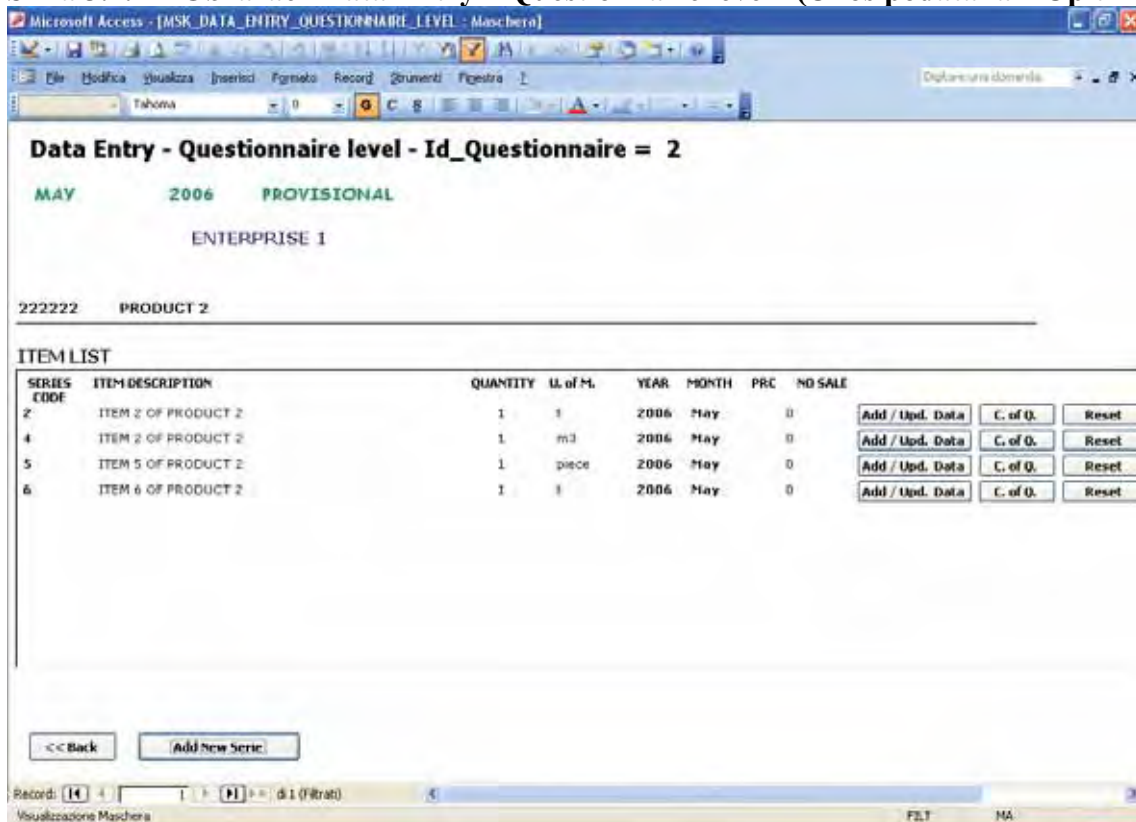 Microsoft Access - [MSK_DATA_ENTRY_QUESTIONNAIRE_LEVEL : Maschera]
File Modifica Visualizza Inserisci Formato Record Strumenti Finestra ?
Digitare una domanda
Tahoma G C S A
Data Entry - Questionnaire level - Id_Questionnaire = 2
MAY 2006 PROVISIONAL
ENTERPRISE 1
222222 PRODUCT 2
ITEM LIST
SERIES CODE ITEM DESCRIPTION QUANTITY U. of M. YEAR MONTH PRC NO SALE
2 ITEM 2 OF PRODUCT 2 1 2006 May 0 Add / Upd. Data C. of Q. Reset
4 ITEM 2 OF PRODUCT 2 1 m3 2006 May 0 Add / Upd. Data C. of Q. Reset
5 ITEM 5 OF PRODUCT 2 1 piece 2006 May 0 Add / Upd. Data C. of Q. Reset
6 ITEM 6 OF PRODUCT 2 1 2006 May 0 Add / Upd. Data C. of Q. Reset
<< Back Add New Serie
Record: 1 di 1 (Filtrati)
Visualizzazione Maschera FILT MA